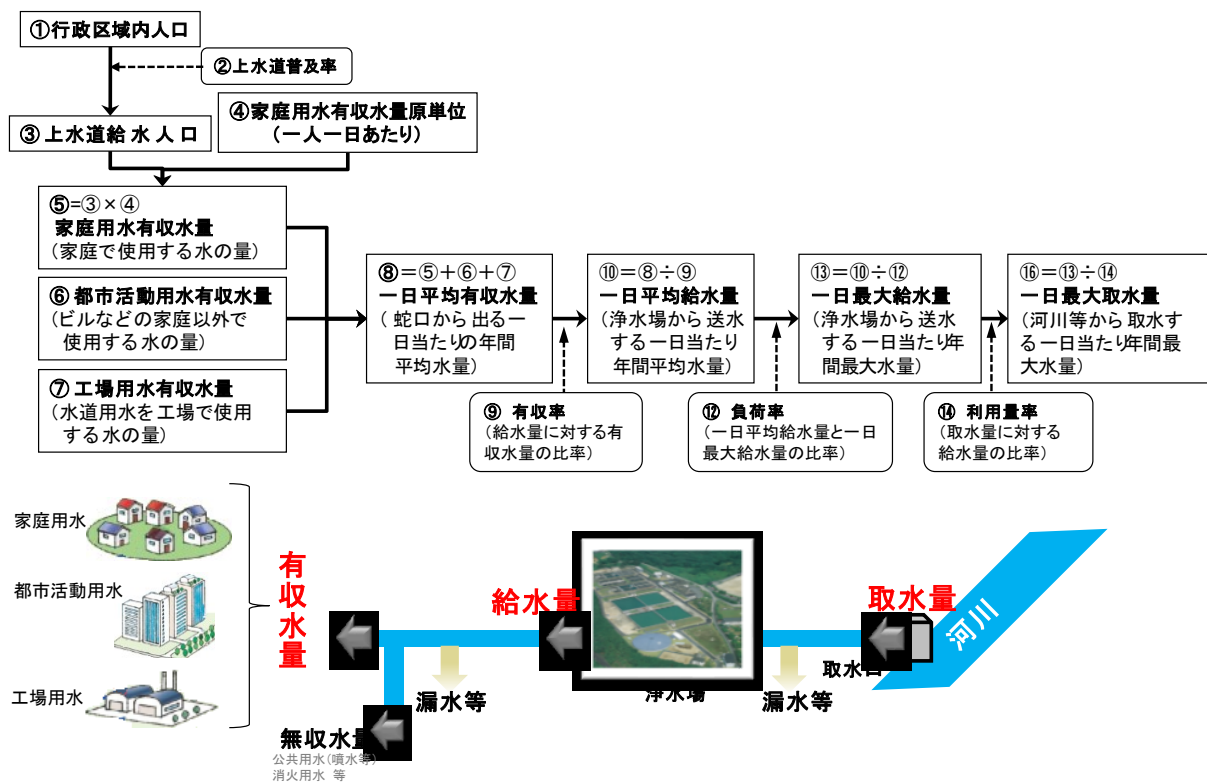 ①行政区域内人口
②上水道普及率
③上水道給水人口
④家庭用水有収水量原単位
(一人一日あたり)
⑤=③×④
家庭用水有収水量
(家庭で使用する水の量)
⑥都市活動用水有収水量
(ビルなどの家庭以外で
使用する水の量)
⑦工場用水有収水量
(水道用水を工場で使用
する水の量)
⑧=⑤+⑥+⑦
一日平均有収水量
(蛇口から出る一
日当たりの年間
平均水量)
⑩=⑧÷⑨
一日平均給水量
(浄水場から送水
する一日当たり
年間平均水量)
⑬=⑩÷⑫
一日最大給水量
(浄水場から送水
する一日当たり年
間最大水量)
⑯=⑬÷⑭
一日最大取水量
(河川等から取水す
る一日当たり年間最
大水量)
⑨ 有収率
(給水量に対する有
収水量の比率)
⑫ 負荷率
(一日平均給水量と一日
最大給水量の比率)
⑭ 利用量率
(取水量に対する
給水量の比率)
家庭用水
都市活動用水
工場用水
有収水量
給水量
取水量
河川
取水口
浄水場
漏水等
漏水等
無収水量
公共用水(噴水等)
消火用水 等